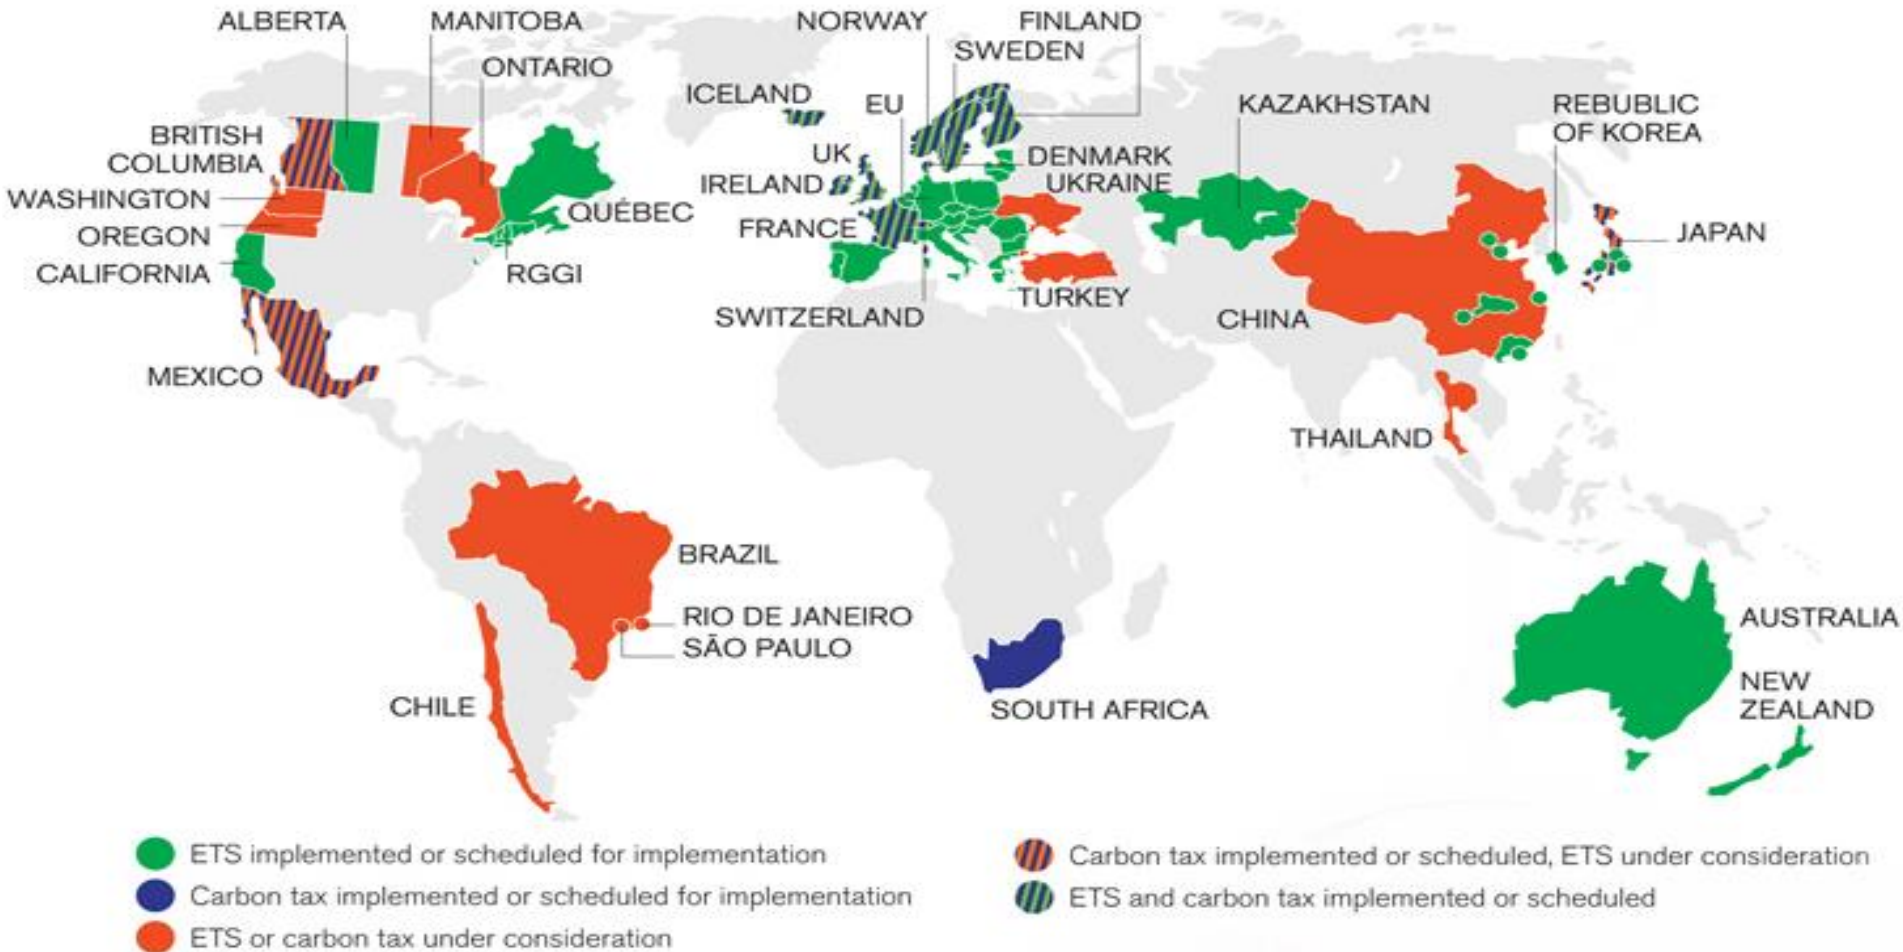 ALBERTA
MANITOBA
ONTARIO
NORWAY
FINLAND
SWEDEN
ICELAND
EU
KAZAKHSTAN
REBUBLIC
OF KOREA
BRITISH
COLUMBIA
UK
DENMARK
UKRAINE
IRELAND
WASHINGTON
QUÉBEC
FRANCE
OREGON
JAPAN
CALIFORNIA
RGGI
TURKEY
SWITZERLAND
CHINA
MEXICO
THAILAND
BRAZIL
RIO DE JANEIRO
SÃO PAULO
AUSTRALIA
CHILE
SOUTH AFRICA
NEW
ZEALAND
ETS implemented or scheduled for implementation
Carbon tax implemented or scheduled for implementation
ETS or carbon tax under consideration
Carbon tax implemented or scheduled, ETS under consideration
ETS and carbon tax implemented or scheduled